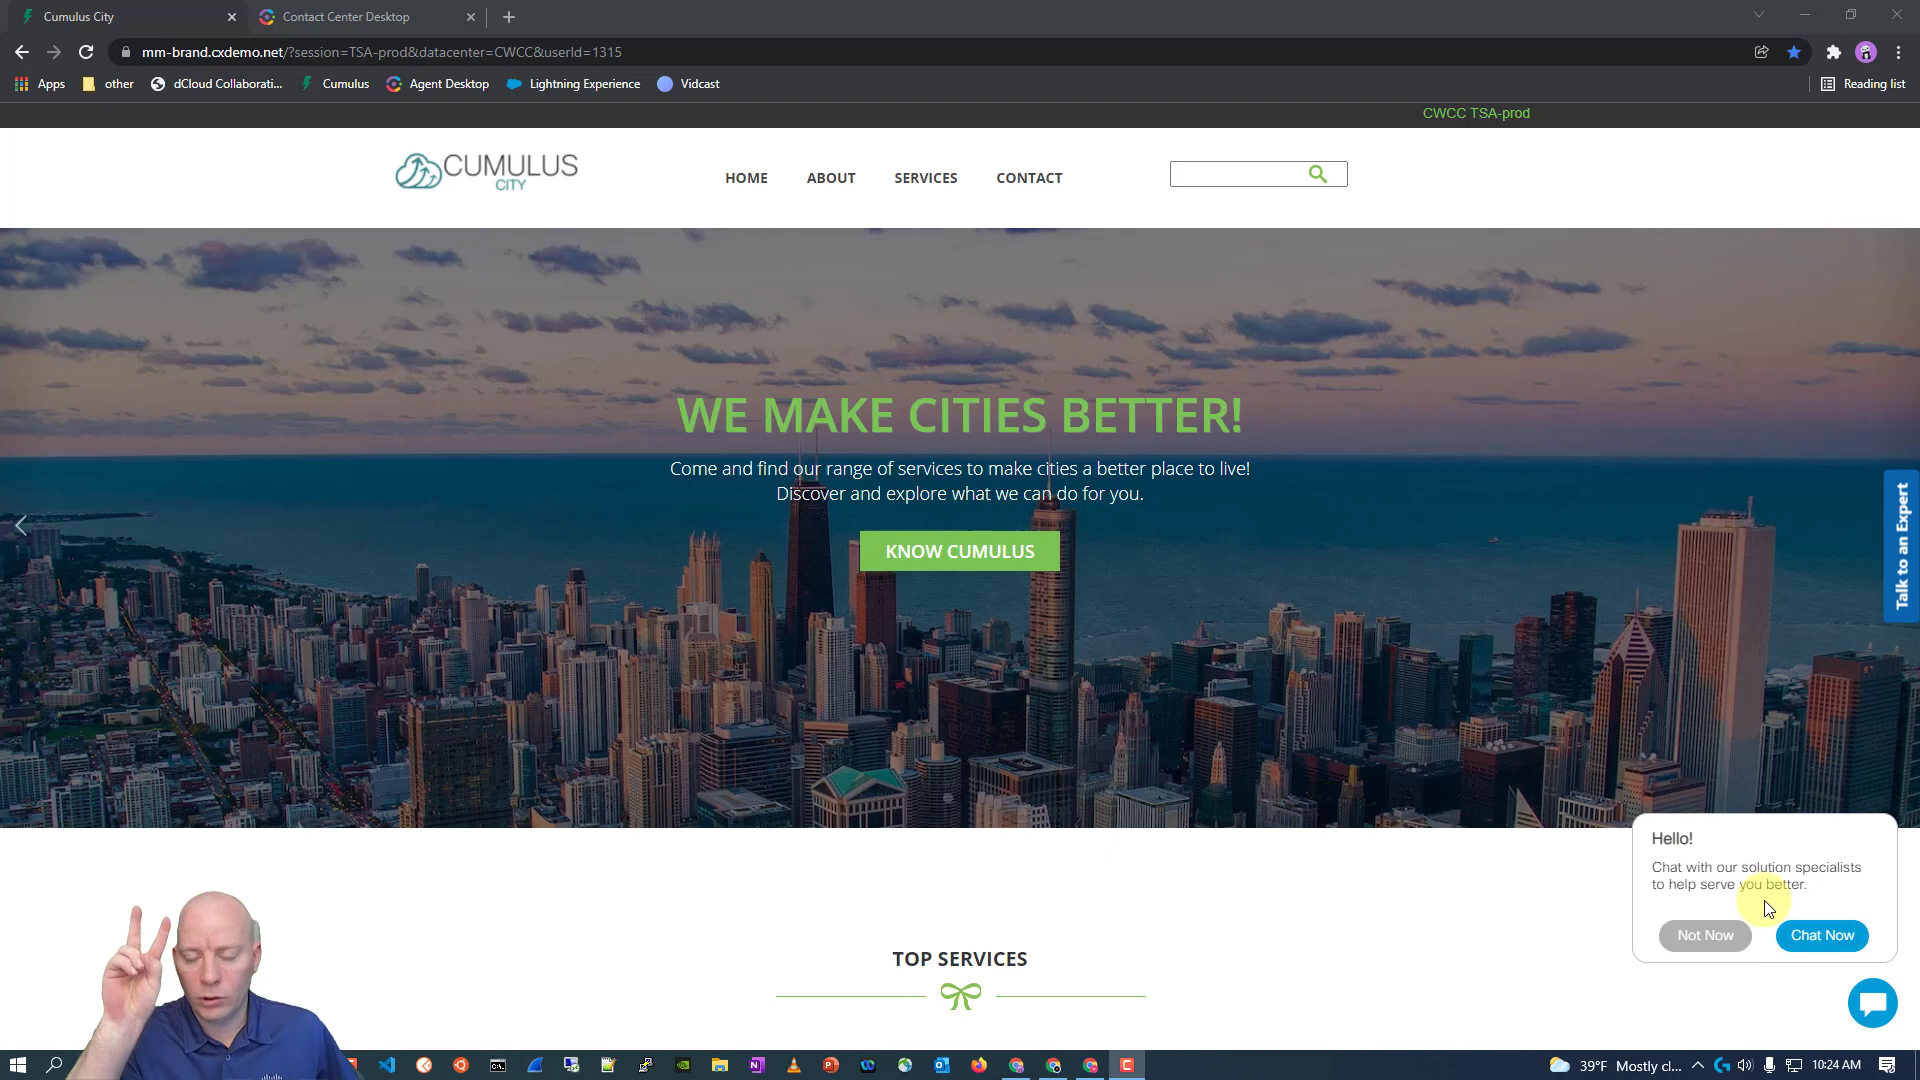 Cumulus City
Contact Center Desktop
mm-brand.cxdemo.net/?session=TSA-prod&datacenter=CWCC&userId=1315
Apps other dCloud Collaborati... Cumulus Agent Desktop Lightning Experience Vidcast Reading list
CWCC TSA-prod
CUMULUS
CITY
HOME ABOUT SERVICES CONTACT
WE MAKE CITIES BETTER!
Come and find our range of services to make cities a better place to live!
Discover and explore what we can do for you.
KNOW CUMULUS
Talk to an Expert
Hello!
Chat with our solution specialists
to help serve you better.
Not Now Chat Now
TOP SERVICES
39°F Mostly cl... 10:24 AM